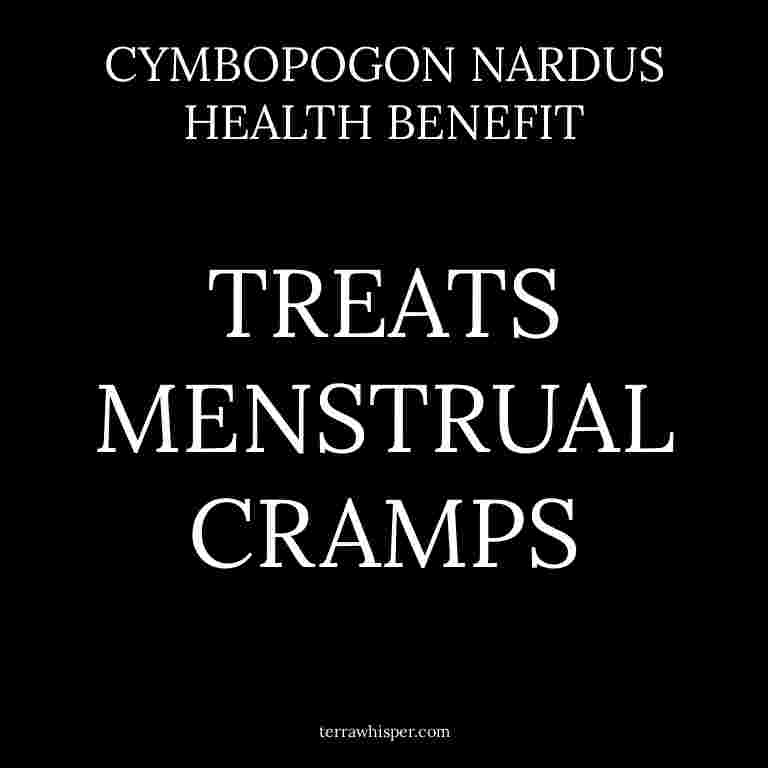 CYMBOPOGON NARDUS
HEALTH BENEFIT
TREATS
MENSTRUAL
CRAMPS
terrawhisper.com